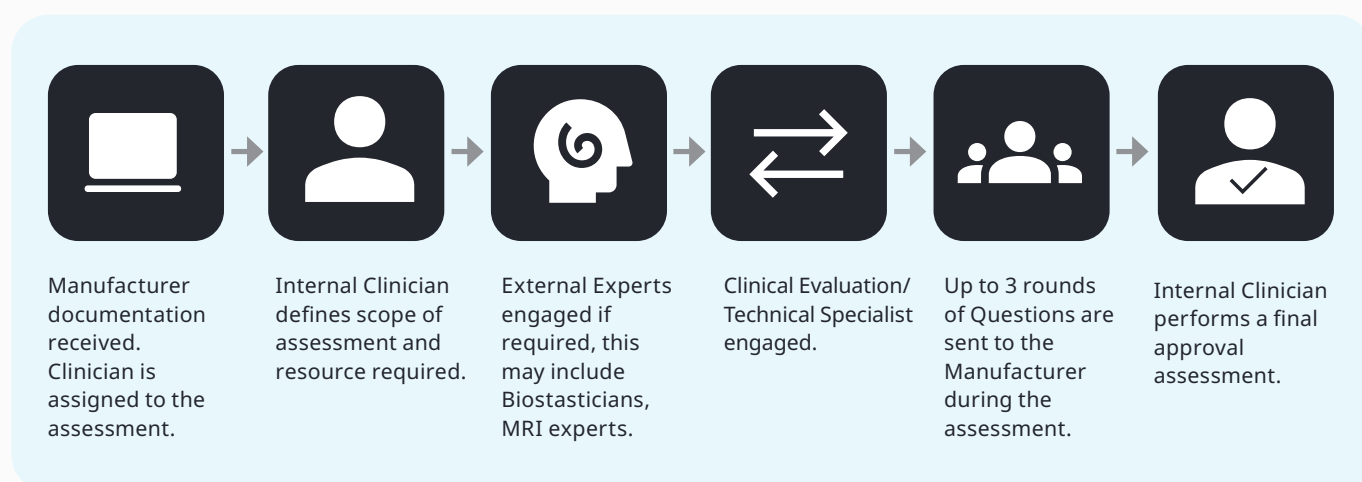 Manufacturer
documentation
received.
Clinician is
assigned to the
assessment.
Internal Clinician
defines scope of
assessment and
resource required.
External Experts
engaged if
required, this
may include
Biostasticians,
MRI experts.
Clinical Evaluation/
Technical Specialist
engaged.
Up to 3 rounds
of Questions are
sent to the
Manufacturer
during the
assessment.
Internal Clinician
performs a final
approval
assessment.